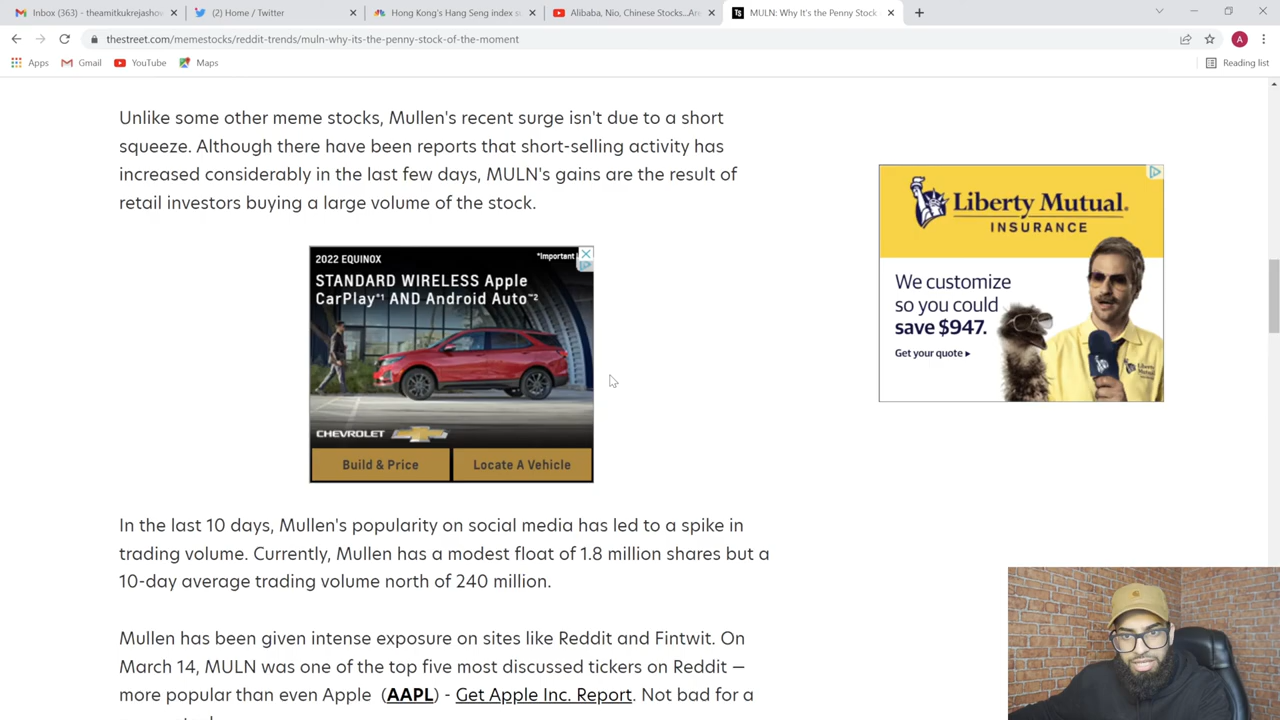 Inbox (363) - theamitkukrejashow
(2) Home / Twitter
Hong Kong's Hang Seng index s
Alibaba, Nio, Chinese Stocks...Are
MULN: Why It's the Penny Stock
thestreet.com/memestocks/reddit-trends/muln-why-its-the-penny-stock-of-the-moment
A
Apps
Gmail
YouTube
Maps
Reading list
Unlike some other meme stocks, Mullen's recent surge isn't due to a short
squeeze. Although there have been reports that short-selling activity has
increased considerably in the last few days, MULN's gains are the result of
retail investors buying a large volume of the stock.
2022 EQUINOX
*Important
STANDARD WIRELESS Apple
CarPlay*¹ AND Android Auto™²
CHEVROLET
Build & Price
Locate A Vehicle
Liberty Mutual.
INSURANCE
We customize
so you could
save $947.
Get your quote ▸
In the last 10 days, Mullen's popularity on social media has led to a spike in
trading volume. Currently, Mullen has a modest float of 1.8 million shares but a
10-day average trading volume north of 240 million.
Mullen has been given intense exposure on sites like Reddit and Fintwit. On
March 14, MULN was one of the top five most discussed tickers on Reddit —
more popular than even Apple (AAPL) - Get Apple Inc. Report. Not bad for a